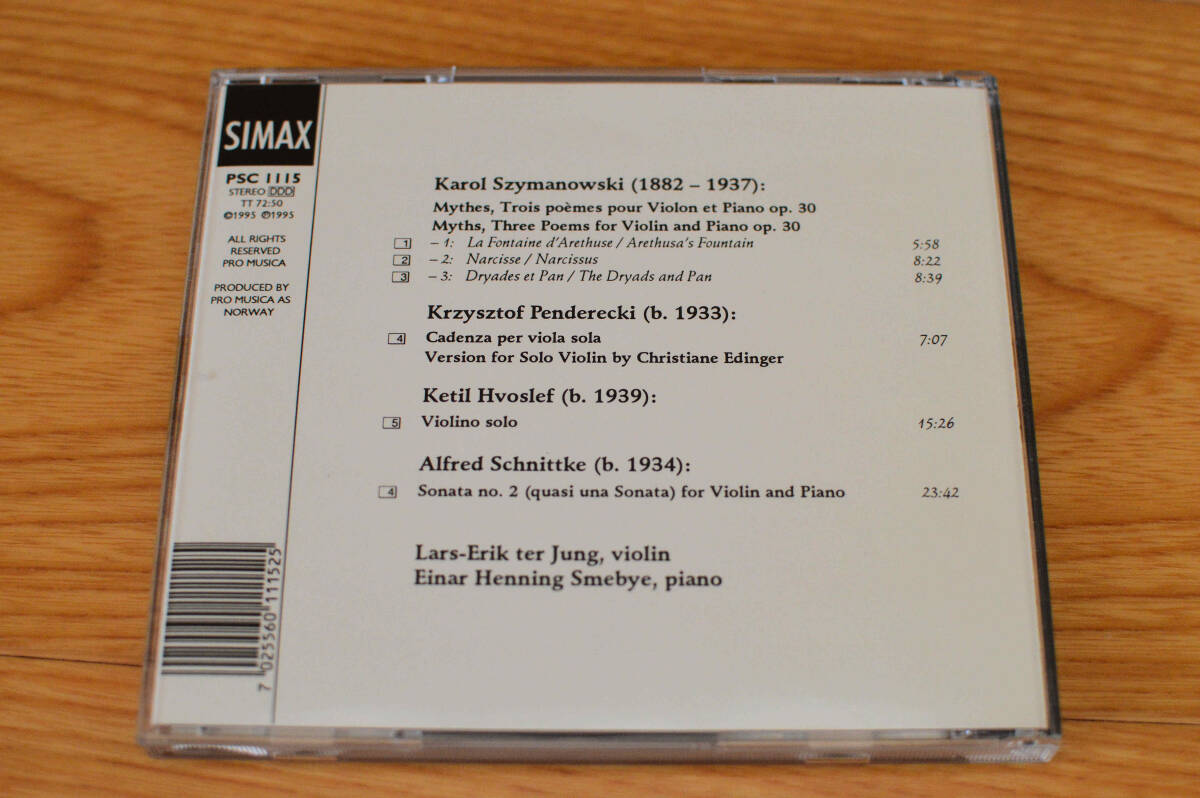 SIMAX
PSC 1115
STEREO DDD
TT 72:50
©1995 ℗1995
ALL RIGHTS
RESERVED
PRO MUSICA
PRODUCED BY
PRO MUSICA AS
NORWAY
Karol Szymanowski (1882 – 1937):
Mythes, Trois poèmes pour Violon et Piano op. 30
Myths, Three Poems for Violin and Piano op. 30
1 – 1: La Fontaine d'Arethuse / Arethusa's Fountain 5:58
2 – 2: Narcisse / Narcissus 8:22
3 – 3: Dryades et Pan / The Dryads and Pan 8:39
Krzysztof Penderecki (b. 1933):
4 Cadenza per viola sola 7:07
Version for Solo Violin by Christiane Edinger
Ketil Hvoslef (b. 1939):
5 Violino solo 15:26
Alfred Schnittke (b. 1934):
4 Sonata no. 2 (quasi una Sonata) for Violin and Piano 23:42
Lars-Erik ter Jung, violin
Einar Henning Smebye, piano
7 025560 111525